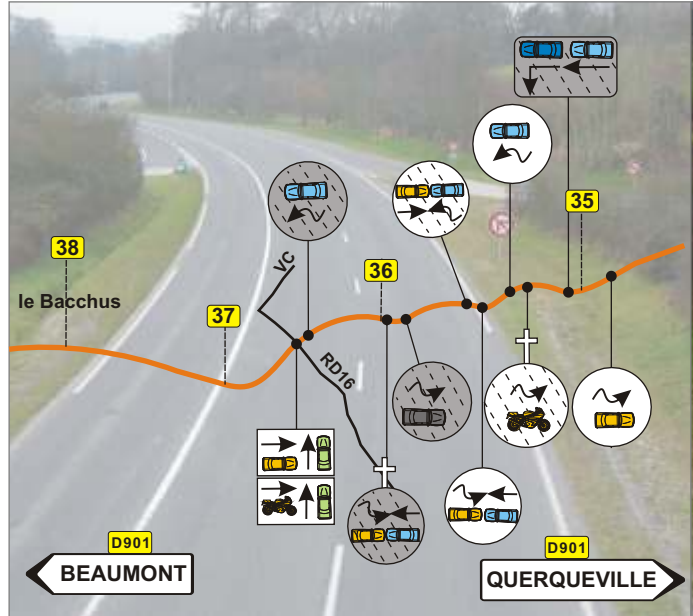 35
38
VC
36
le Bacchus
37
RD16
D901
BEAUMONT
D901
QUERQUEVILLE